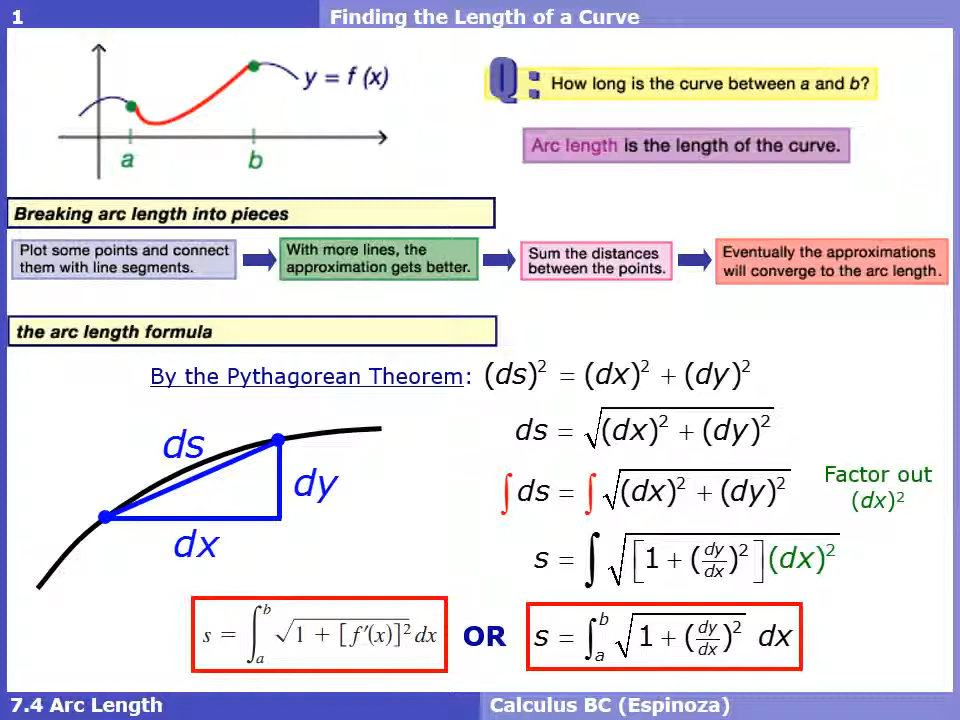 1
Finding the Length of a Curve
y = f (x)
a
b
Q:
How long is the curve between a and b?
Arc length is the length of the curve.
Breaking arc length into pieces
Plot some points and connect
them with line segments.
With more lines, the
approximation gets better.
Sum the distances
between the points.
Eventually the approximations
will converge to the arc length.
the arc length formula
By the Pythagorean Theorem: (ds)² = (dx)² + (dy)²
ds = √((dx)² + (dy)²)
∫ ds = ∫ √((dx)² + (dy)²)
Factor out
(dx)²
s = ∫ √([1 + (dy/dx)²](dx)²)
ds
dy
dx
s = ∫_a^b √(1 + [f′(x)]²) dx
OR
s = ∫_a^b √(1 + (dy/dx)²) dx
7.4 Arc Length
Calculus BC (Espinoza)